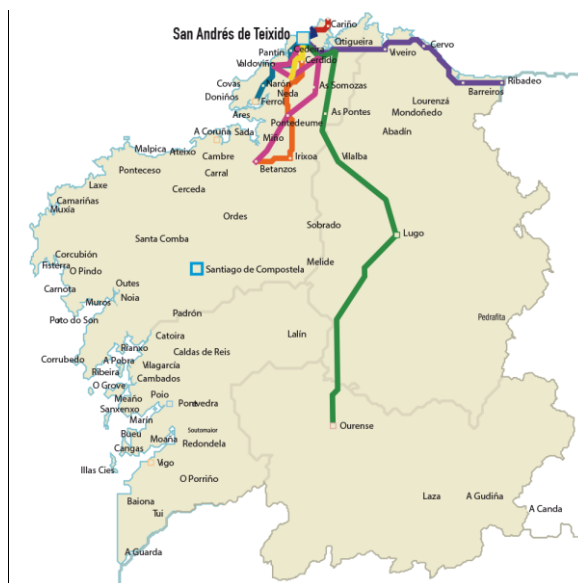 San Andrés de Teixido
Cariño
Ortigueira
Viveiro
Cervo
Ribadeo
Barreiros
Pantín
Cedeira
Valdoviño
Cerdido
Covas
Narón
As Somozas
Neda
Doniños
Ferrol
Lourenzá
Mondoñedo
Ares
As Pontes
Pontedeume
A Coruña
Sada
Miño
Abadín
Malpica
Ateixo
Cambre
Irixoa
Vilalba
Ponteceso
Carral
Betanzos
Laxe
Cerceda
Camariñas
Muxía
Ordes
Sobrado
Lugo
Santa Comba
Corcubión
Fisterra
O Pindo
Santiago de Compostela
Melide
Carnota
Outes
Noia
Muros
Padrón
Pedrafita
Poto do Son
Catoira
Lalín
Rianxo
Caldas de Reis
Corrubedo
A Pobra
Vilagarcía
Ribeira
Cambados
O Grove
Meaño
Poio
Pontevedra
Sanxenxo
Marín
Ourense
Bueu
Moaña
Soutomaior
Cangas
Redondela
Illas Cies
Vigo
O Porriño
Baiona
Laza
A Gudiña
Tui
A Canda
A Guarda